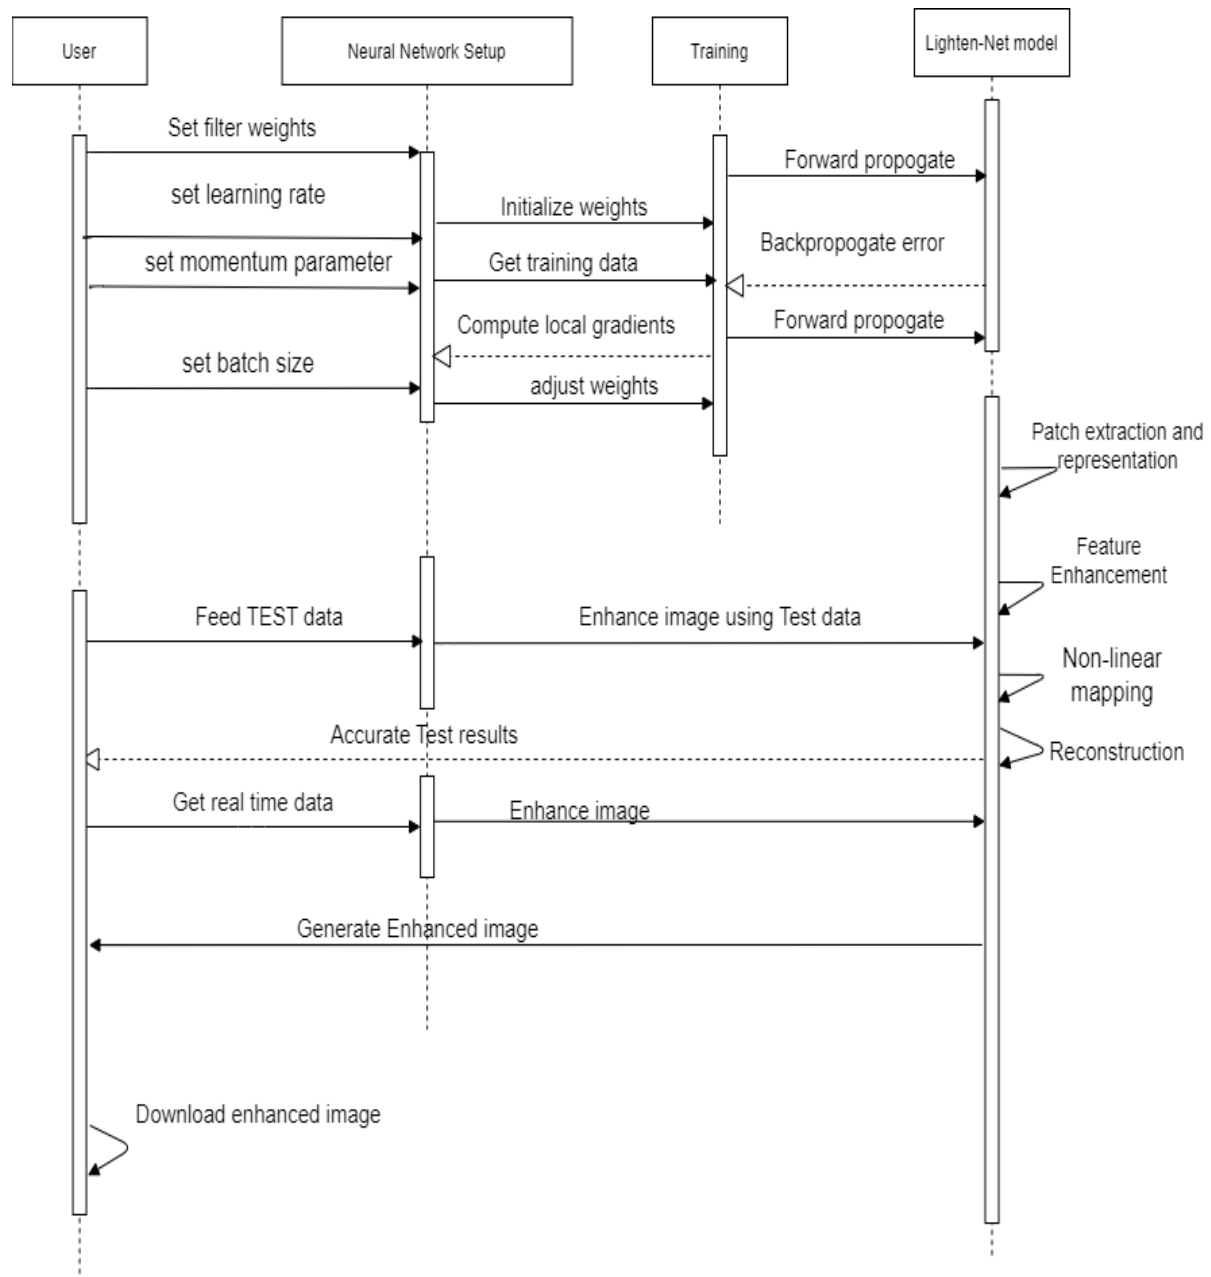 User
Neural Network Setup
Training
Lighten-Net model
Set filter weights
Forward propogate
set learning rate
Initialize weights
Backpropogate error
set momentum parameter
Get training data
Forward propogate
Compute local gradients
set batch size
adjust weights
Patch extraction and
representation
Feature
Enhancement
Feed TEST data
Enhance image using Test data
Non-linear
mapping
Accurate Test results
Reconstruction
Get real time data
Enhance image
Generate Enhanced image
Download enhanced image